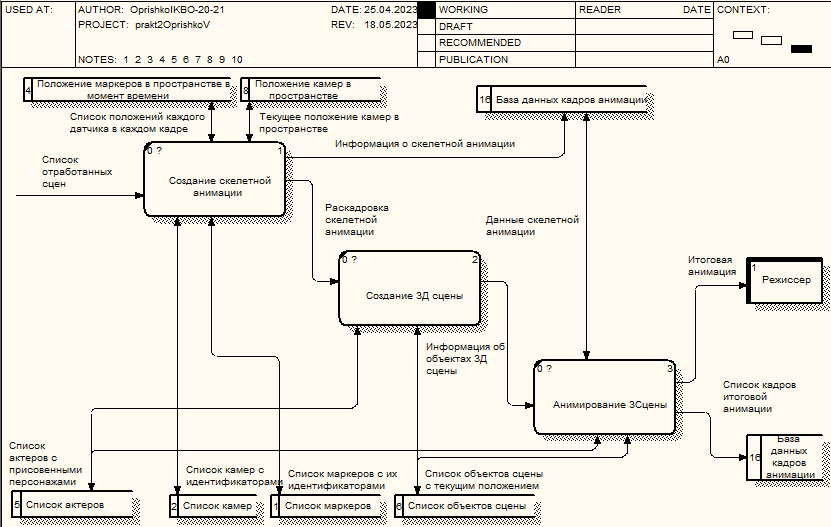 USED AT:
AUTHOR: OprishkoIKBO-20-21
DATE: 25.04.2023
WORKING
READER
DATE
CONTEXT:
PROJECT: prakt2OprishkoV
REV: 18.05.2023
DRAFT
RECOMMENDED
NOTES: 1 2 3 4 5 6 7 8 9 10
PUBLICATION
A0
4
Положение маркеров в пространстве в
момент времени
8
Положение камер в
пространстве
16
База данных кадров анимации
Список положений каждого
датчика в каждом кадре
Текущее положение камер в
пространстве
Информация о скелетной анимации
Список
отработанных
сцен
0 ?
1
Создание скелетной
анимации
Раскадровка
скелетной
анимации
Данные скелетной
анимации
0 ?
2
Создание 3Д сцены
Итоговая
анимация
1
Режиссер
Информация об
объектах 3Д
сцены
0 ?
3
Анимирование 3Сцены
Список кадров
итоговой
анимации
16
База
данных
кадров
анимации
Список
актеров с
присовенными
персонажами
Список камер с
идентификаторами
Список маркеров с их
идентификаторами
Список объектов сцены
с текущим положением
5
Список актеров
2
Список камер
1
Список маркеров
6
Список объектов сцены